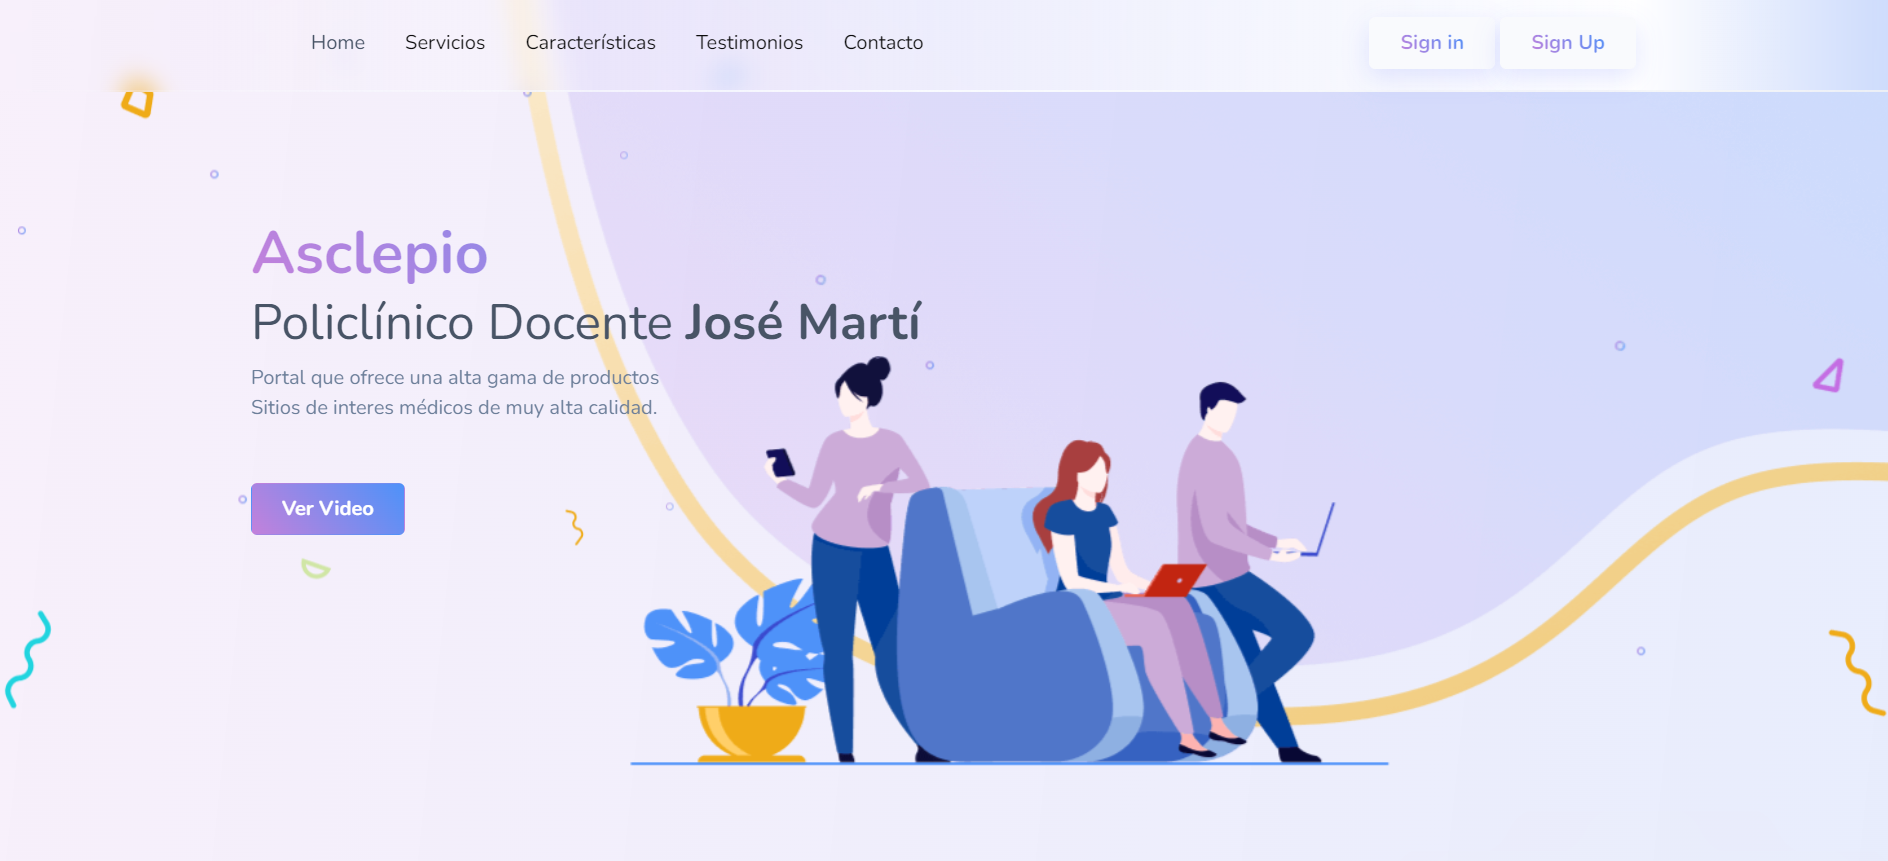 Home Servicios Características Testimonios Contacto Sign in Sign Up
Asclepio
Policlínico Docente José Martí
Portal que ofrece una alta gama de productos
Sitios de interes médicos de muy alta calidad.
Ver Video